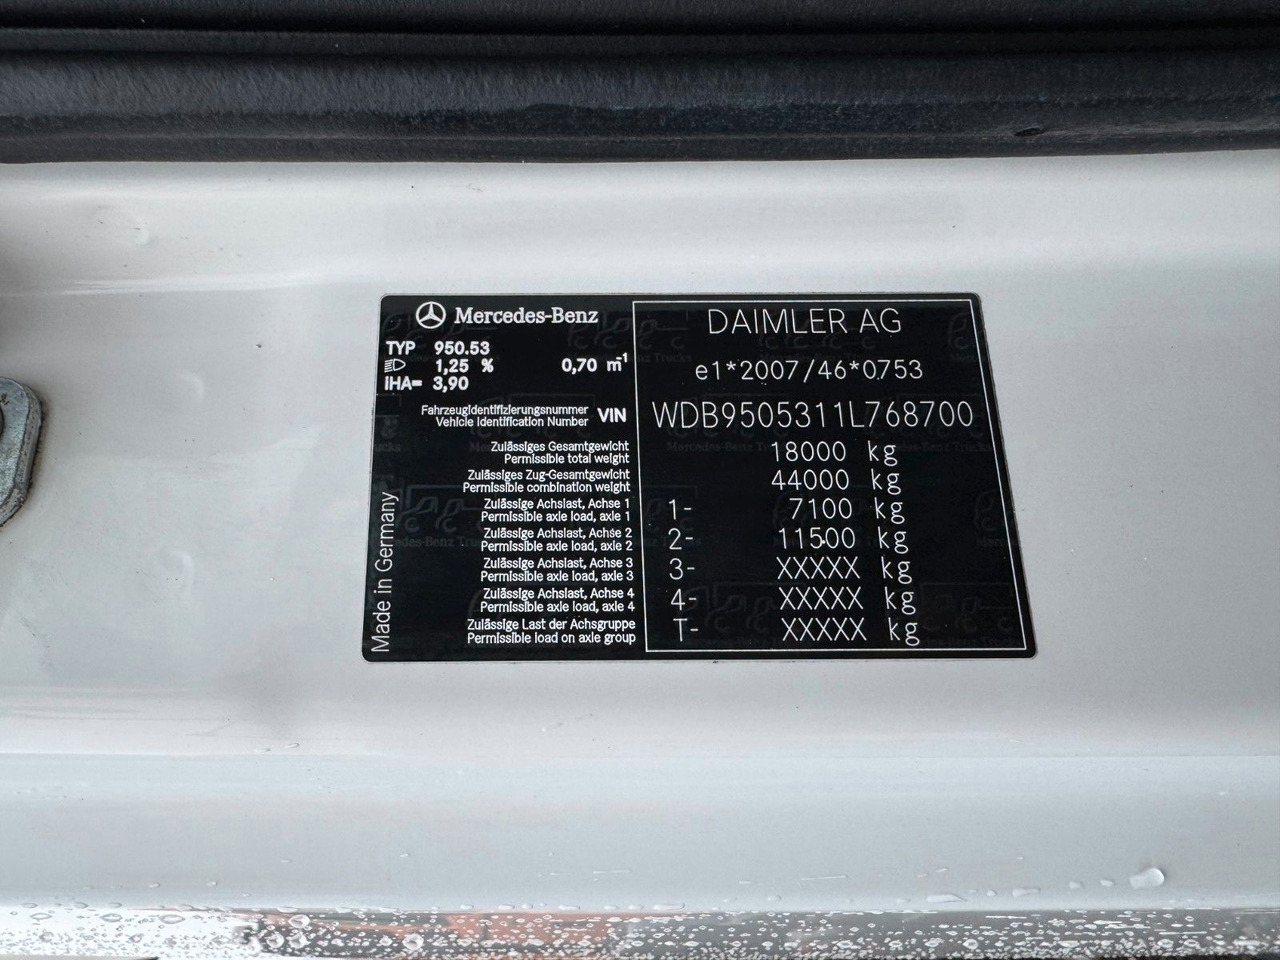 Mercedes-Benz
TYP 950.53
1,25 % 0,70 m⁻¹
iHA= 3,90
Fahrzeugidentifizierungsnummer
Vehicle Identification Number
VIN
Zulässiges Gesamtgewicht
Permissible total weight
Zulässiges Zug-Gesamtgewicht
Permissible combination weight
Zulässige Achslast, Achse 1
Permissible axle load, axle 1
Zulässige Achslast, Achse 2
Permissible axle load, axle 2
Zulässige Achslast, Achse 3
Permissible axle load, axle 3
Zulässige Achslast, Achse 4
Permissible axle load, axle 4
Zulässige Last der Achsgruppe
Permissible load on axle group
Made in Germany
DAIMLER AG
e1*2007/46*0753
WDB9505311L768700
18000 kg
44000 kg
1- 7100 kg
2- 11500 kg
3- XXXXX kg
4- XXXXX kg
T- XXXXX kg